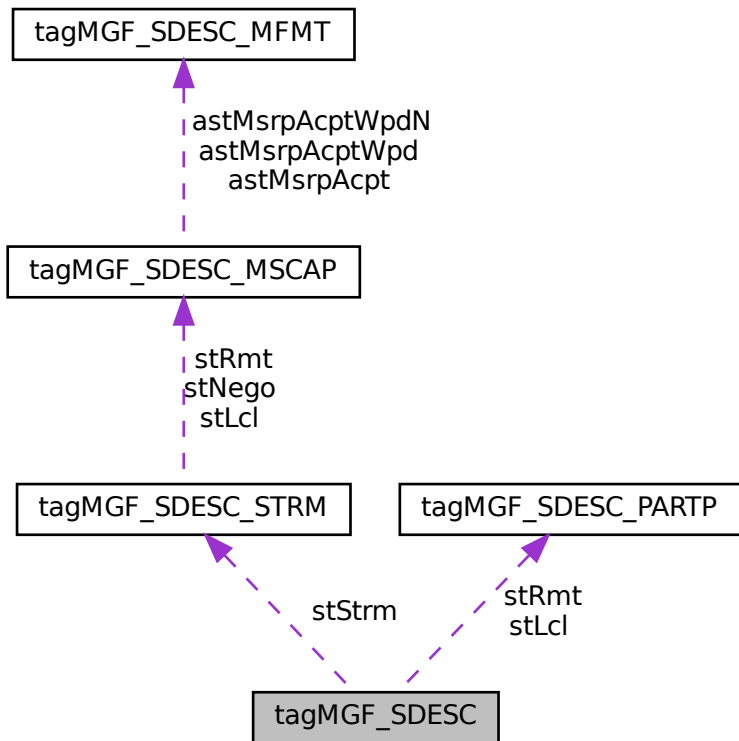 tagMGF_SDESC_MFMT
astMsrpAcptWpdN
astMsrpAcptWpd
astMsrpAcpt
tagMGF_SDESC_MSCAP
stRmt
stNego
stLcl
tagMGF_SDESC_STRM
tagMGF_SDESC_PARTP
stStrm
stRmt
stLcl
tagMGF_SDESC